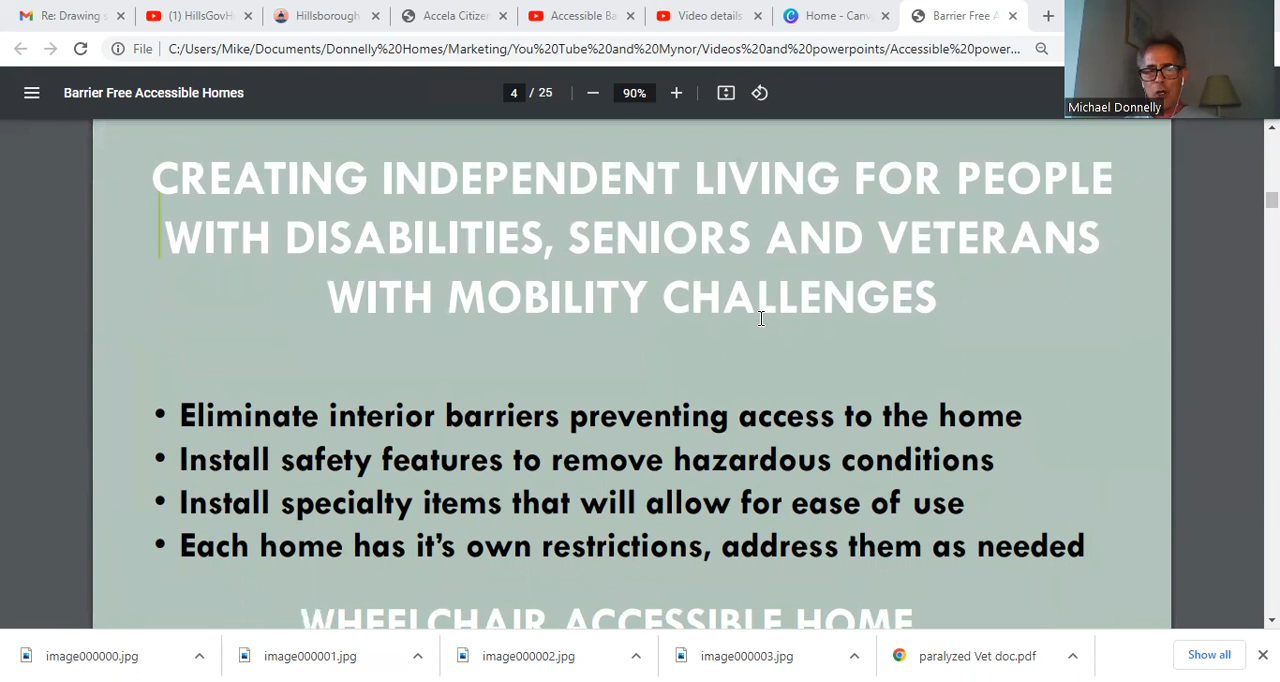 Re: Drawing s
(1) HillsGovH
Hillsborough
Accela Citizen
Accessible Ba
Video details
Home - Canv
Barrier Free A
File
C:/Users/Mike/Documents/Donnelly%20Homes/Marketing/You%20Tube%20and%20Mynor/Videos%20and%20powerpoints/Accessible%20power...
Barrier Free Accessible Homes
4 / 25
90%
Michael Donnelly
CREATING INDEPENDENT LIVING FOR PEOPLE
WITH DISABILITIES, SENIORS AND VETERANS
WITH MOBILITY CHALLENGES
• Eliminate interior barriers preventing access to the home
• Install safety features to remove hazardous conditions
• Install specialty items that will allow for ease of use
• Each home has it's own restrictions, address them as needed
WHEELCHAIR ACCESSIBLE HOME
image000000.jpg
image000001.jpg
image000002.jpg
image000003.jpg
paralyzed Vet doc.pdf
Show all